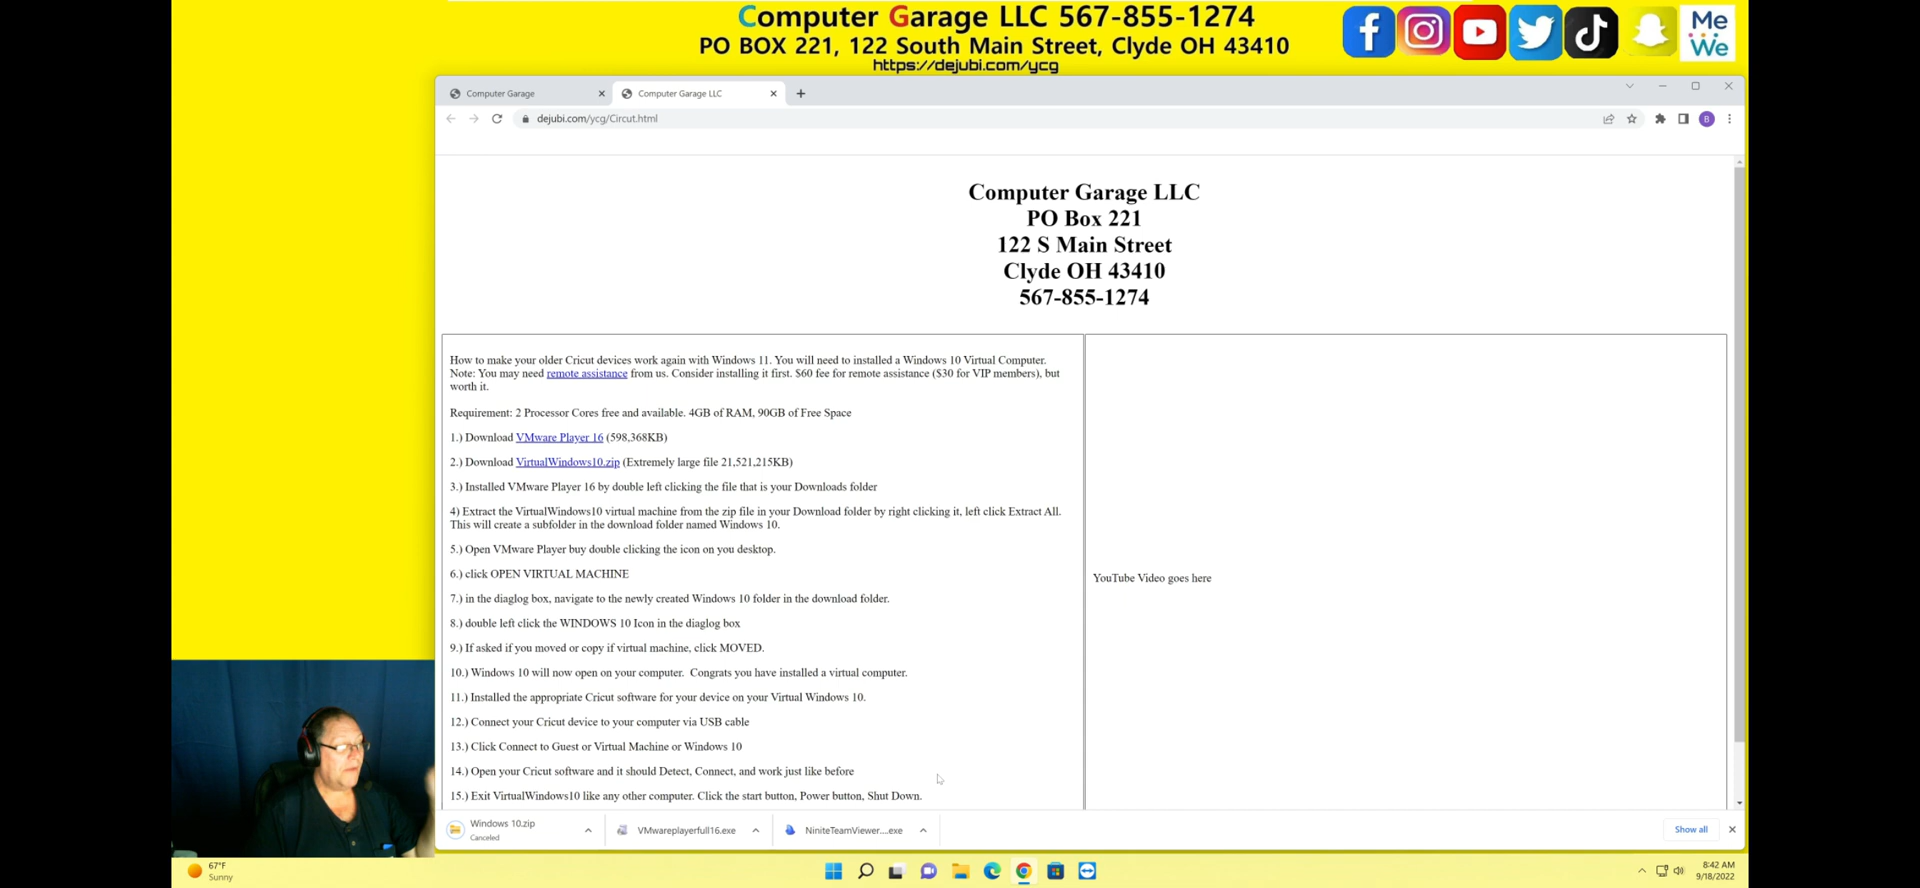 Computer Garage LLC 567-855-1274
PO BOX 221, 122 South Main Street, Clyde OH 43410
https://dejubi.com/ycg
Me
We
Computer Garage
Computer Garage LLC
dejubi.com/ycg/Circut.html
B
Computer Garage LLC
PO Box 221
122 S Main Street
Clyde OH 43410
567-855-1274
How to make your older Cricut devices work again with Windows 11. You will need to installed a Windows 10 Virtual Computer.
Note: You may need remote assistance from us. Consider installing it first. $60 fee for remote assistance ($30 for VIP members), but
worth it.
Requirement: 2 Processor Cores free and available. 4GB of RAM, 90GB of Free Space
1.) Download VMware Player 16 (598,368KB)
2.) Download VirtualWindows10.zip (Extremely large file 21,521,215KB)
3.) Installed VMware Player 16 by double left clicking the file that is your Downloads folder
4) Extract the VirtualWindows10 virtual machine from the zip file in your Download folder by right clicking it, left click Extract All.
This will create a subfolder in the download folder named Windows 10.
5.) Open VMware Player buy double clicking the icon on you desktop.
6.) click OPEN VIRTUAL MACHINE
7.) in the diaglog box, navigate to the newly created Windows 10 folder in the download folder.
8.) double left click the WINDOWS 10 Icon in the diaglog box
9.) If asked if you moved or copy if virtual machine, click MOVED.
10.) Windows 10 will now open on your computer.  Congrats you have installed a virtual computer.
11.) Installed the appropriate Cricut software for your device on your Virtual Windows 10.
12.) Connect your Cricut device to your computer via USB cable
13.) Click Connect to Guest or Virtual Machine or Windows 10
14.) Open your Cricut software and it should Detect, Connect, and work just like before
15.) Exit VirtualWindows10 like any other computer. Click the start button, Power button, Shut Down.
YouTube Video goes here
Windows 10.zip
Canceled
VMwareplayerfull16.exe
NiniteTeamViewer....exe
Show all
67°F
Sunny
8:42 AM
9/18/2022